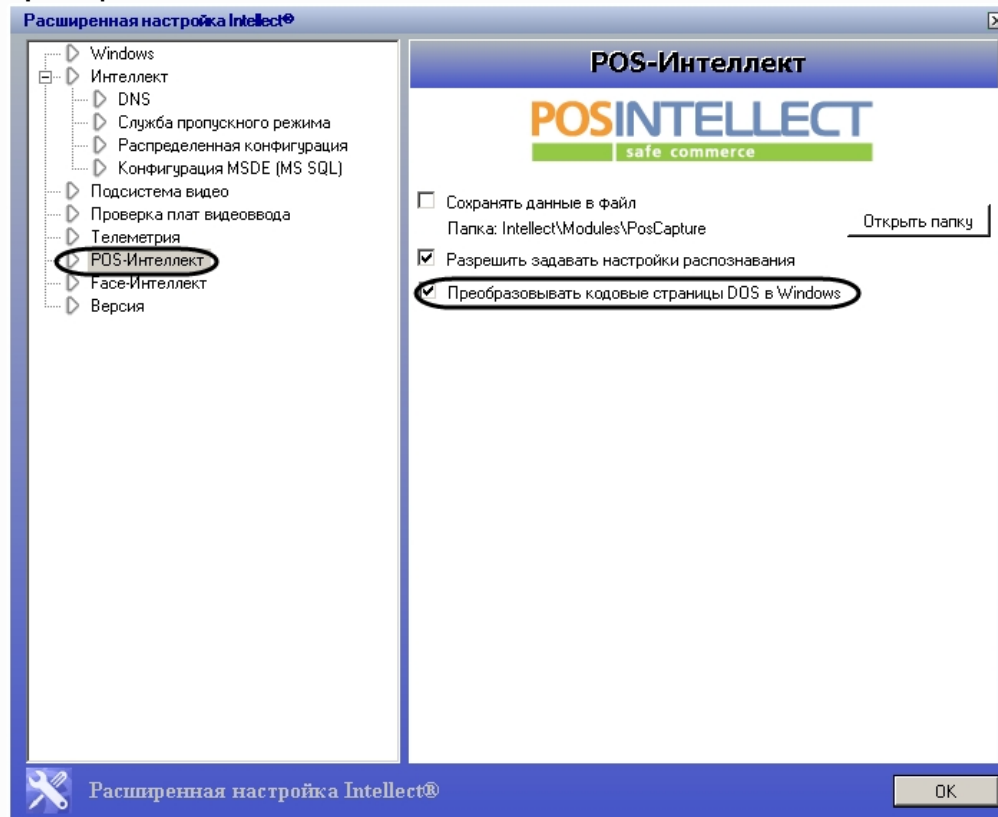 Расширенная настройка Intellect®
Windows
Интеллект
DNS
Служба пропускного режима
Распределенная конфигурация
Конфигурация MSDE (MS SQL)
Подсистема видео
Проверка плат видеоввода
Телеметрия
POS-Интеллект
Face-Интеллект
Версия
POS-Интеллект
POSINTELLECT
safe commerce
Сохранять данные в файл
Папка: Intellect\Modules\PosCapture
Открыть папку
Разрешить задавать настройки распознавания
Преобразовывать кодовые страницы DOS в Windows
Расширенная настройка Intellect®
OK